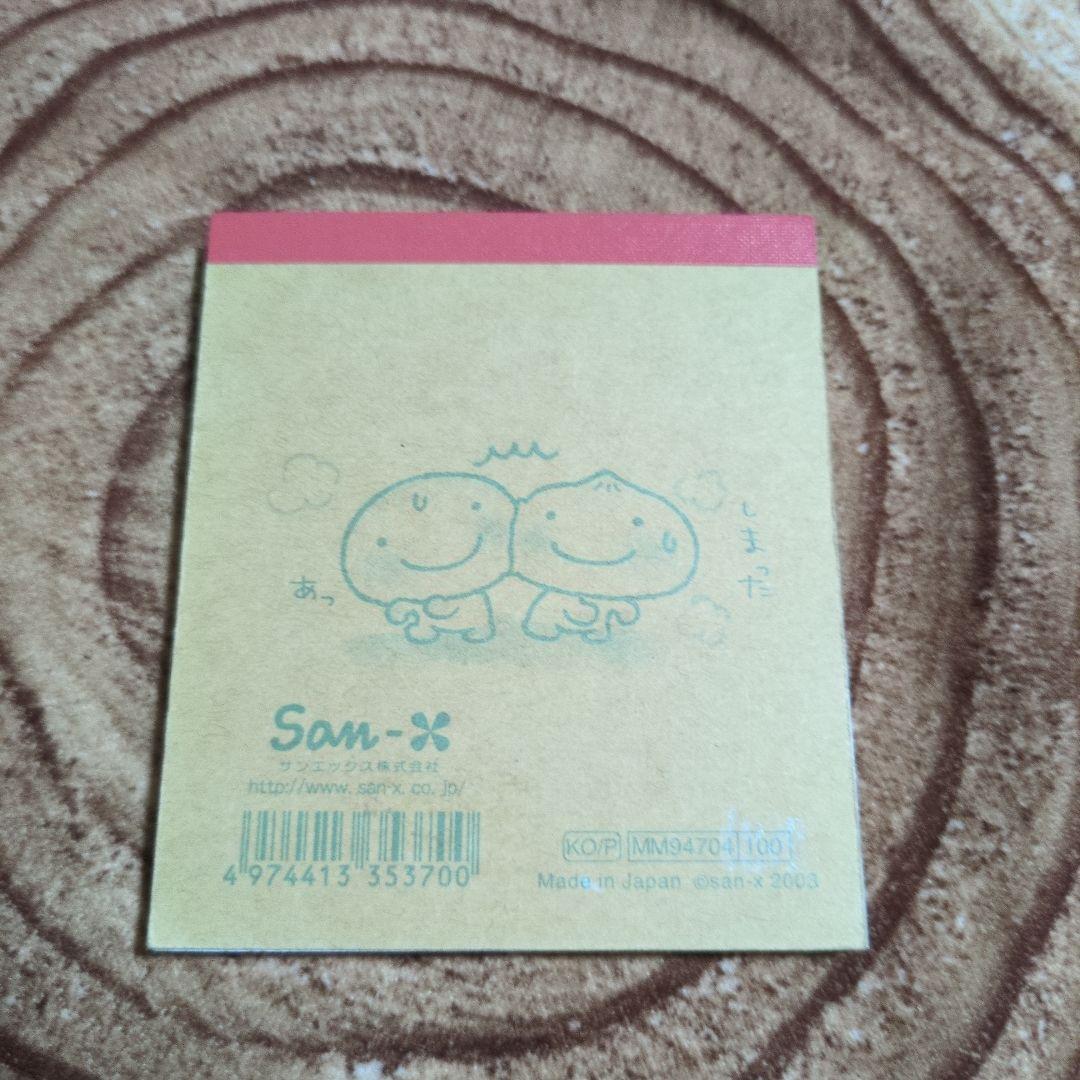 あっ
しまった
San-X
サンエックス株式会社
http://www.san-x.co.jp/
4 974413 353700
KO/P MM94704 100
Made in Japan ©san-x 2003